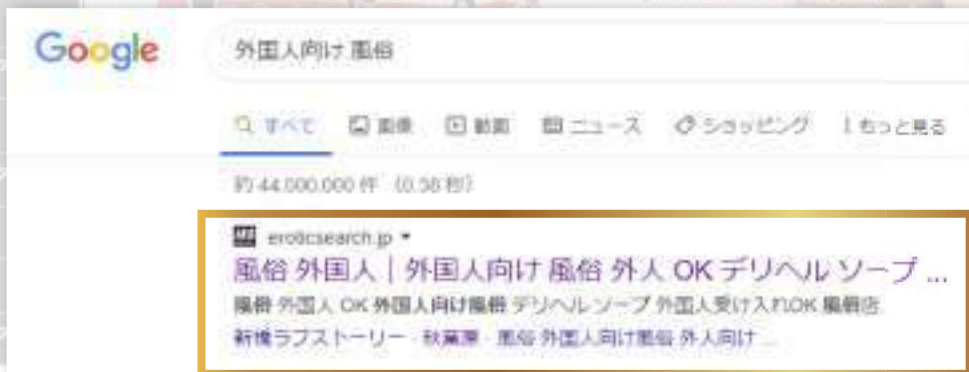 Google
外国人向け 風俗
すべて 画像 動画 ニュース ショッピング もっと見る
約 44,000,000 件 (0.58 秒)
eroticsearch.jp
風俗 外国人 | 外国人向け 風俗 外人 OK デリヘル ソープ ...
風俗 外国人 OK 外国人向け風俗 デリヘル ソープ 外国人受け入れOK 風俗店
新橋ラブストーリー · 秋葉原 · 風俗 外国人向け風俗 外人向け ...